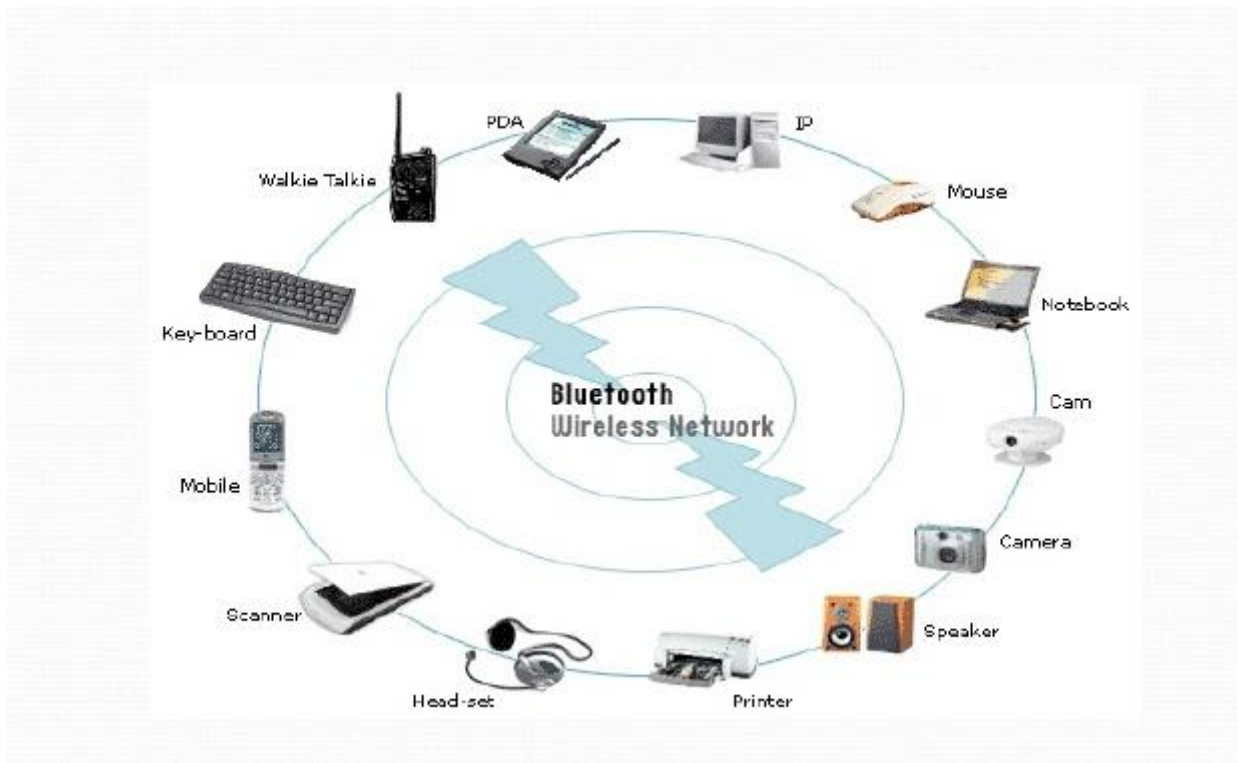 PDA
IP
Walkie Talkie
Mouse
Key-board
Notebook
Bluetooth
Wireless Network
Cam
Mobile
Camera
Scanner
Speaker
Head-set
Printer